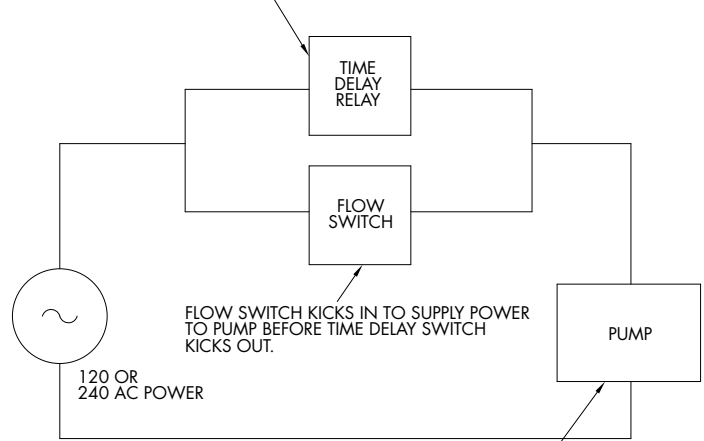 TIME
DELAY
RELAY
FLOW
SWITCH
FLOW SWITCH KICKS IN TO SUPPLY POWER
TO PUMP BEFORE TIME DELAY SWITCH
KICKS OUT.
PUMP
120 OR
240 AC POWER